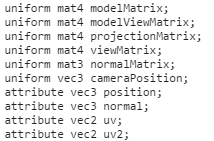 uniform mat4 modelMatrix;
uniform mat4 modelViewMatrix;
uniform mat4 projectionMatrix;
uniform mat4 viewMatrix;
uniform mat3 normalMatrix;
uniform vec3 cameraPosition;
attribute vec3 position;
attribute vec3 normal;
attribute vec2 uv;
attribute vec2 uv2;